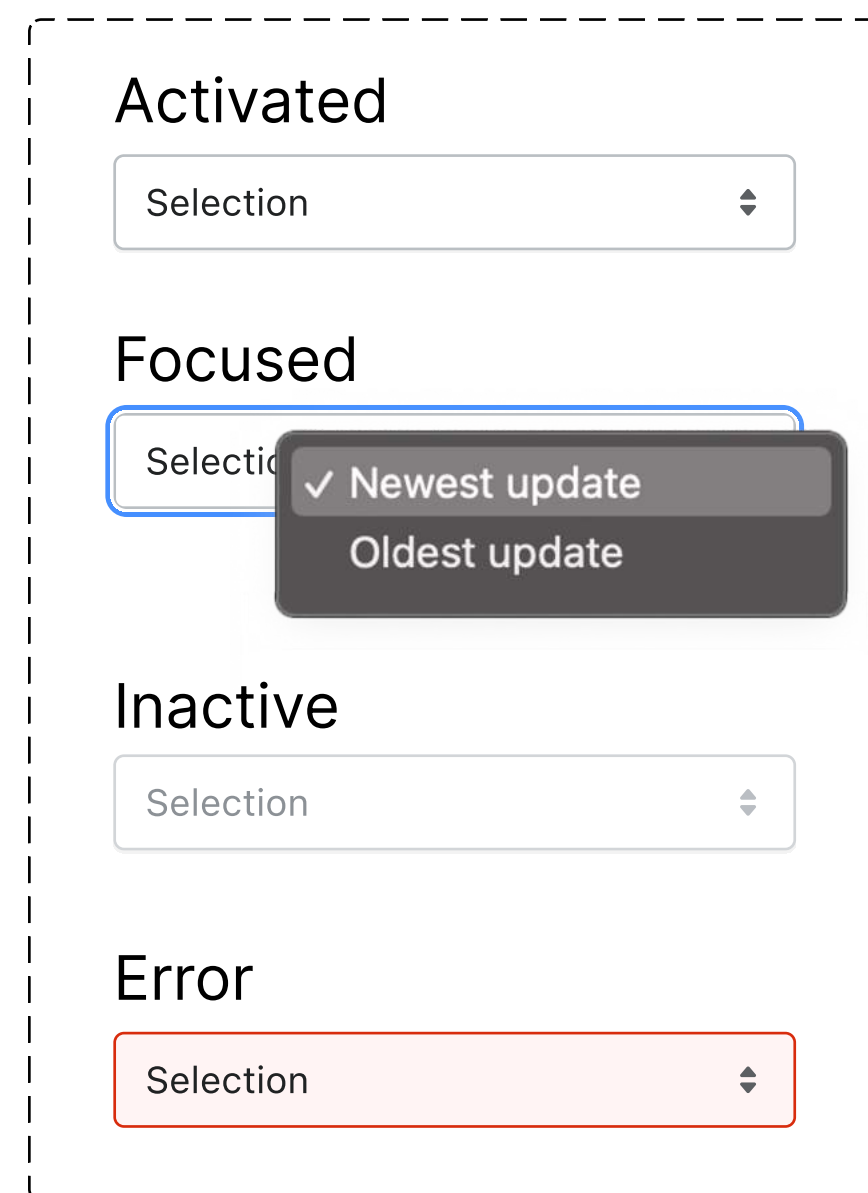 Activated
Selection
Focused
Selectio
✓ Newest update
Oldest update
Inactive
Selection
Error
Selection